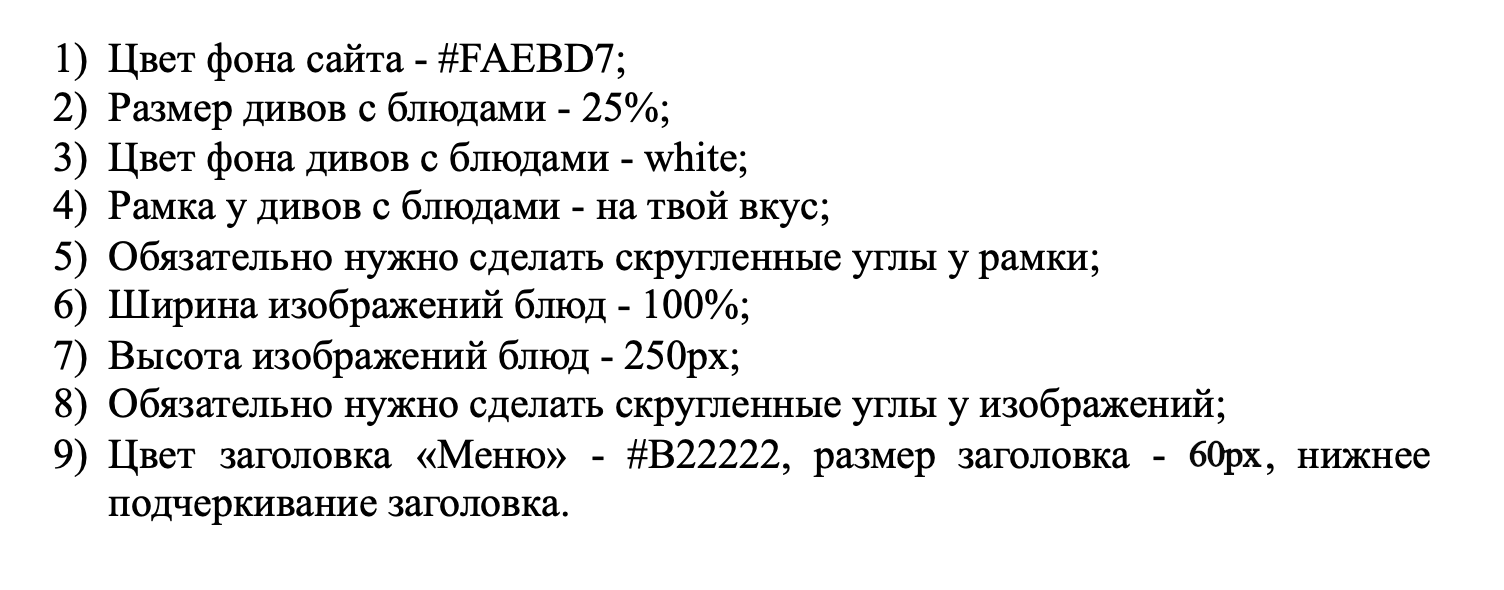 1) Цвет фона сайта - #FAEBD7;
2) Размер дивов с блюдами - 25%;
3) Цвет фона дивов с блюдами - white;
4) Рамка у дивов с блюдами - на твой вкус;
5) Обязательно нужно сделать скругленные углы у рамки;
6) Ширина изображений блюд - 100%;
7) Высота изображений блюд - 250px;
8) Обязательно нужно сделать скругленные углы у изображений;
9) Цвет заголовка «Меню» - #B22222, размер заголовка - 60px, нижнее
подчеркивание заголовка.